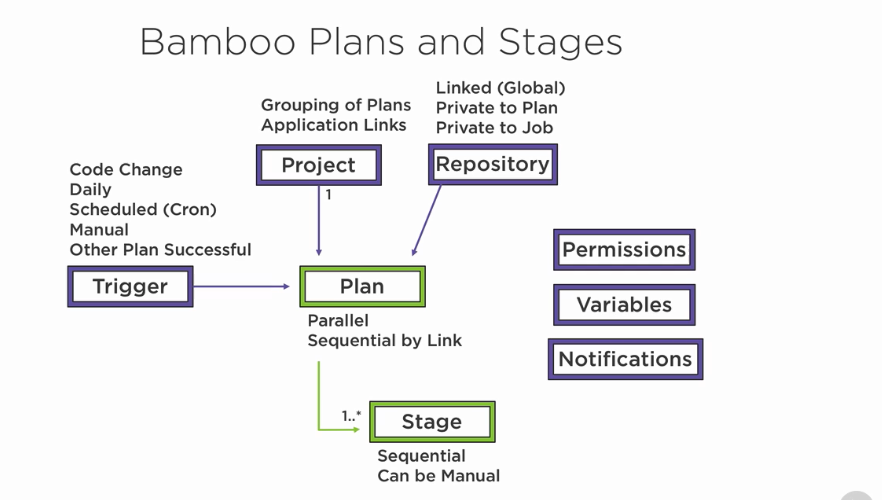 Bamboo Plans and Stages
Linked (Global)
Private to Plan
Private to Job
Grouping of Plans
Application Links
Project
Repository
1
Code Change
Daily
Scheduled (Cron)
Manual
Other Plan Successful
Trigger
Plan
Parallel
Sequential by Link
Permissions
Variables
Notifications
1..*
Stage
Sequential
Can be Manual